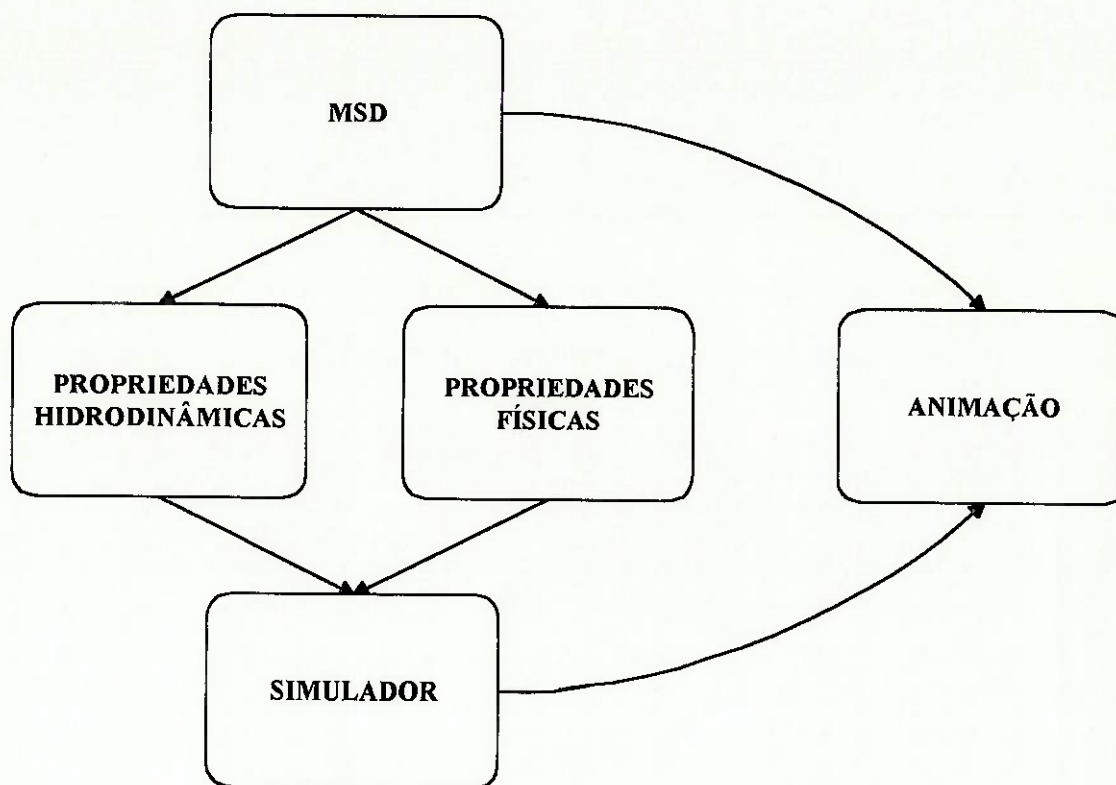 MSD
PROPRIEDADES
HIDRODINÂMICAS
PROPRIEDADES
FÍSICAS
ANIMAÇÃO
SIMULADOR